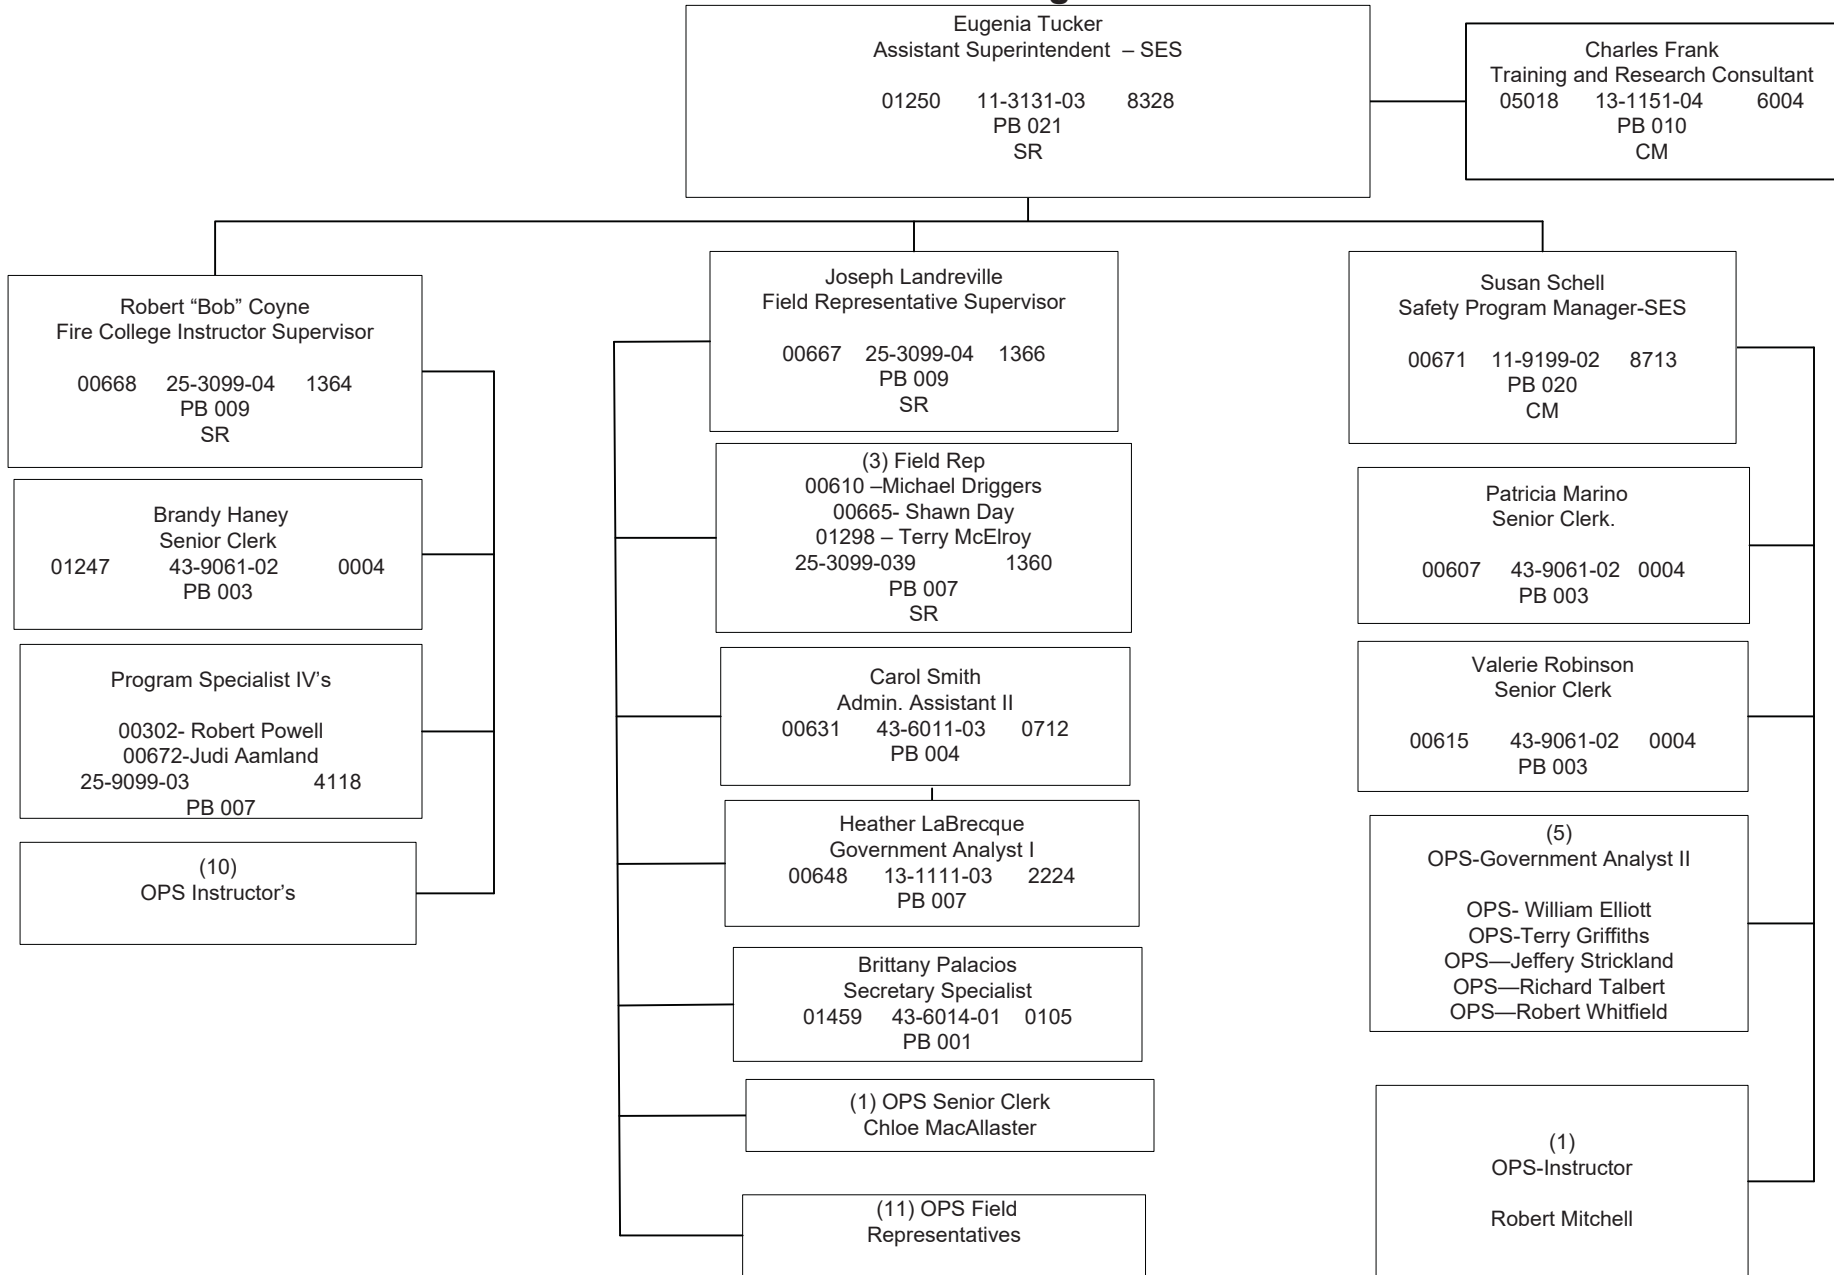 Eugenia Tucker
Assistant Superintendent – SES
01250 11-3131-03 8328
PB 021
SR
Charles Frank
Training and Research Consultant
05018 13-1151-04 6004
PB 010
CM
Robert “Bob” Coyne
Fire College Instructor Supervisor
00668 25-3099-04 1364
PB 009
SR
Brandy Haney
Senior Clerk
01247 43-9061-02 0004
PB 003
Program Specialist IV’s
00302- Robert Powell
00672-Judi Aamland
25-9099-03 4118
PB 007
(10)
OPS Instructor’s
Joseph Landreville
Field Representative Supervisor
00667 25-3099-04 1366
PB 009
SR
(3) Field Rep
00610 –Michael Driggers
00665- Shawn Day
01298 – Terry McElroy
25-3099-039 1360
PB 007
SR
Carol Smith
Admin. Assistant II
00631 43-6011-03 0712
PB 004
Heather LaBrecque
Government Analyst I
00648 13-1111-03 2224
PB 007
Brittany Palacios
Secretary Specialist
01459 43-6014-01 0105
PB 001
(1) OPS Senior Clerk
Chloe MacAllaster
(11) OPS Field
Representatives
Susan Schell
Safety Program Manager-SES
00671 11-9199-02 8713
PB 020
CM
Patricia Marino
Senior Clerk.
00607 43-9061-02 0004
PB 003
Valerie Robinson
Senior Clerk
00615 43-9061-02 0004
PB 003
(5)
OPS-Government Analyst II
OPS- William Elliott
OPS-Terry Griffiths
OPS—Jeffery Strickland
OPS—Richard Talbert
OPS—Robert Whitfield
(1)
OPS-Instructor
Robert Mitchell